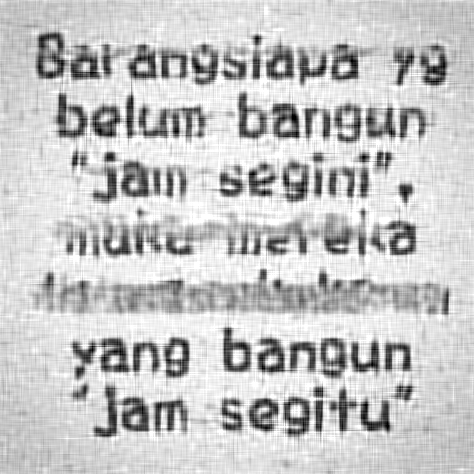 Barangsiapa yg
belum bangun
"jam segini",
maka mereka
yang bangun
"jam segitu"